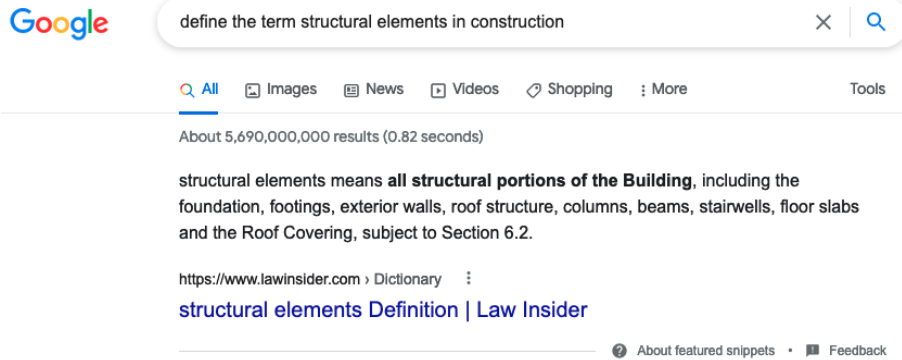 Google
define the term structural elements in construction
All Images News Videos Shopping More Tools
About 5,690,000,000 results (0.82 seconds)
structural elements means all structural portions of the Building, including the
foundation, footings, exterior walls, roof structure, columns, beams, stairwells, floor slabs
and the Roof Covering, subject to Section 6.2.
https://www.lawinsider.com › Dictionary
structural elements Definition | Law Insider
About featured snippets • Feedback